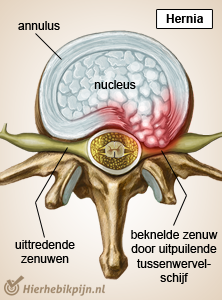 Hernia
annulus
nucleus
uittredende
zenuwen
beknelde zenuw
door uitpuilende
tussenwervel-
schijf
Hierhebikpijn.nl